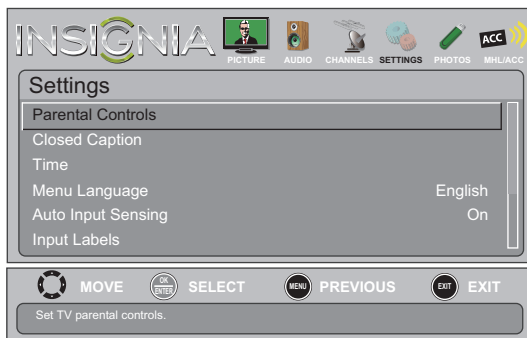 INSIGNIA
PICTURE AUDIO CHANNELS SETTINGS PHOTOS MHL/ACC
ACC
Settings
Parental Controls
Closed Caption
Time
Menu Language English
Auto Input Sensing On
Input Labels
MOVE OK ENTER SELECT MENU PREVIOUS EXIT EXIT
Set TV parental controls.